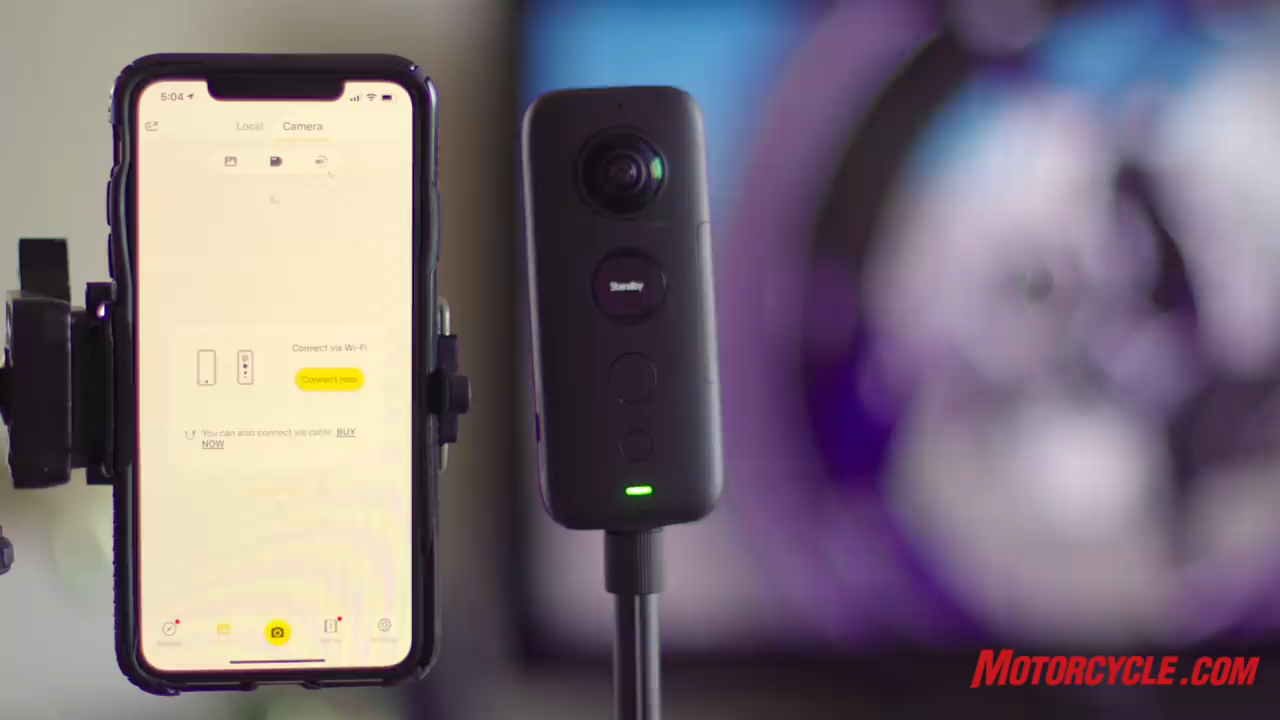 5:04
Local Camera
Standby
Connect via Wi-Fi
Connect now
You can also connect via cable. BUY
NOW
MOTORCYCLE.COM